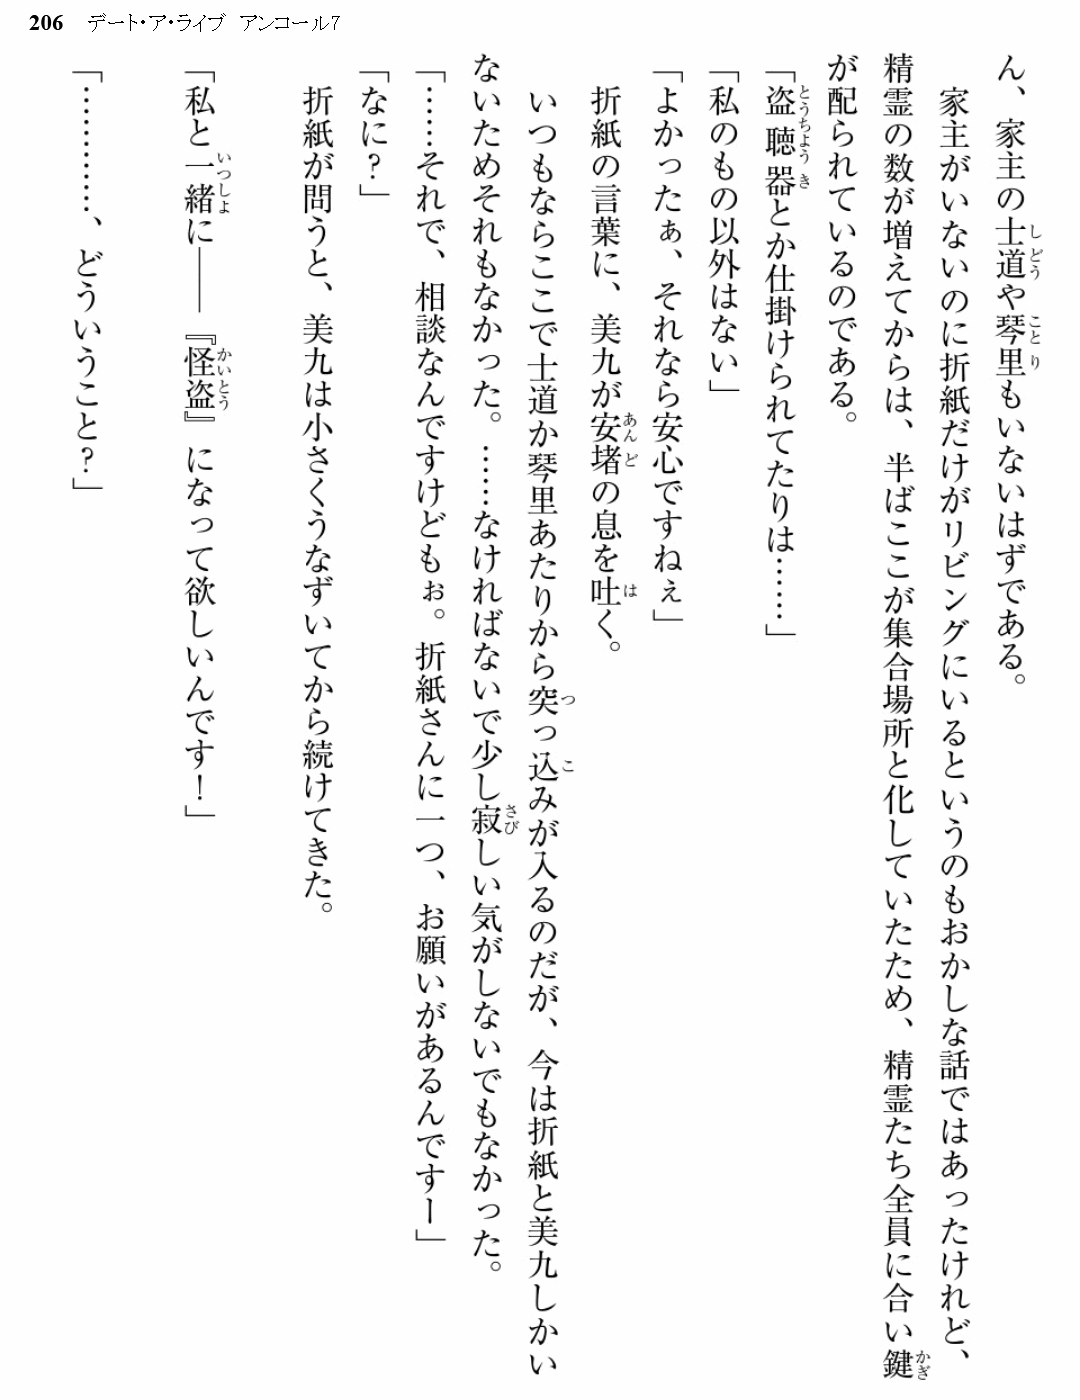 206 デート・ア・ライブ アンコール7
ん、家主の士道や琴里もいないはずである。
家主がいないのに折紙だけがリビングにいるというのもおかしな話ではあったけれど、
精霊の数が増えてからは、半ばここが集合場所と化していたため、精霊たち全員に合い鍵
が配られているのである。
「盗聴器とか仕掛けられてたりは……」
「私のもの以外はない」
「よかったぁ、それなら安心ですねぇ」
折紙の言葉に、美九が安堵の息を吐く。
いつもならここで士道か琴里あたりから突っ込みが入るのだが、今は折紙と美九しかい
ないためそれもなかった。……なければないで少し寂しい気がしないでもなかった。
「……それで、相談なんですけどもぉ。折紙さんに一つ、お願いがあるんですー」
「なに？」
折紙が問うと、美九は小さくうなずいてから続けてきた。
「私と一緒に――『怪盗』になって欲しいんです！」
「…………、どういうこと？」